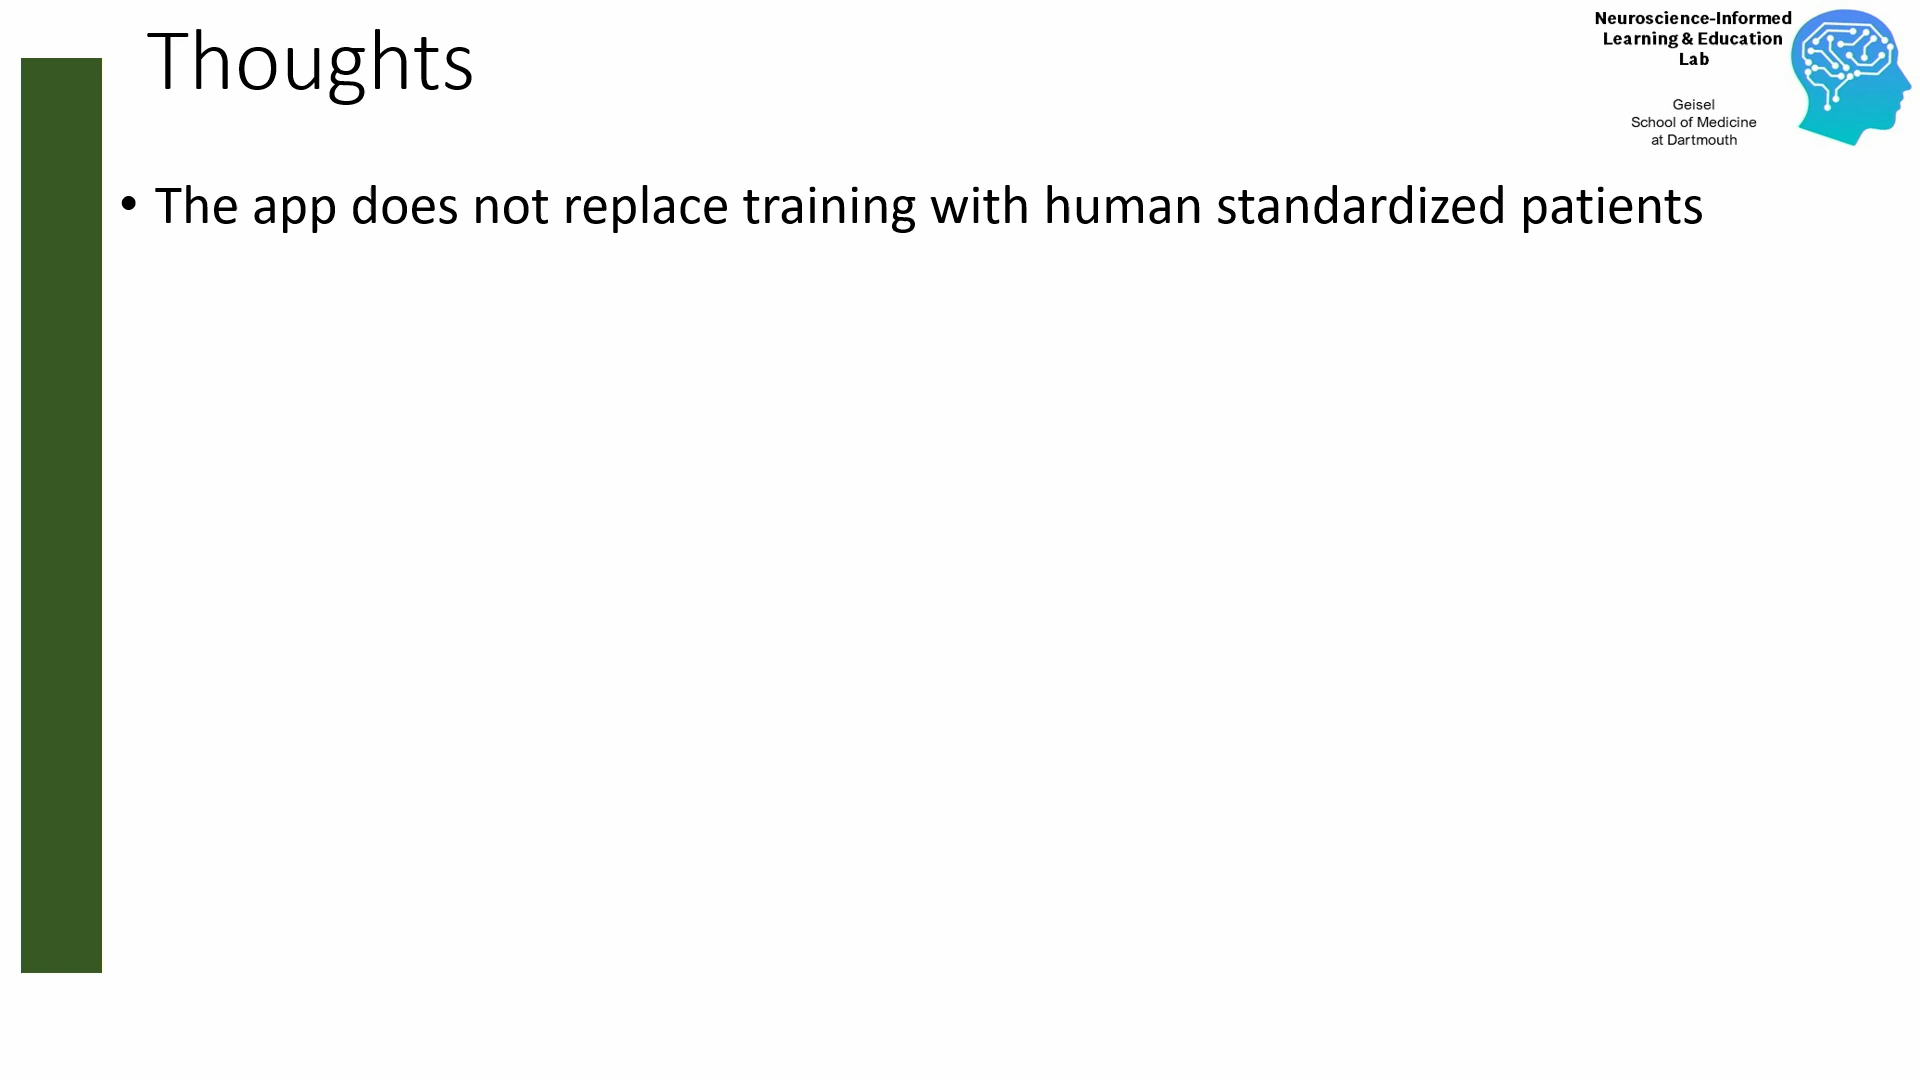 Thoughts
Neuroscience-Informed
Learning & Education
Lab
Geisel
School of Medicine
at Dartmouth
• The app does not replace training with human standardized patients